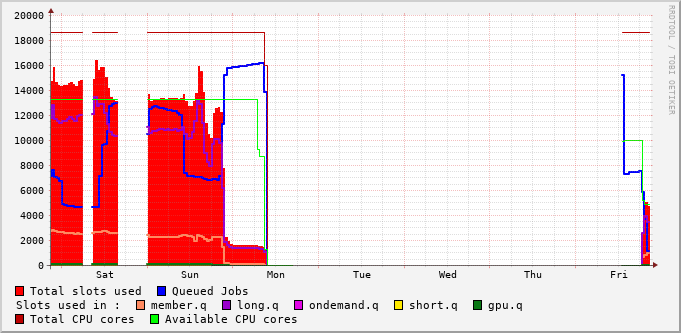 20000
18000
16000
14000
12000
10000
8000
6000
4000
2000
0
Sat Sun Mon Tue Wed Thu Fri
Total slots used Queued Jobs
Slots used in : member.q long.q ondemand.q short.q gpu.q
Total CPU cores Available CPU cores
RRDTOOL / TOBI OETIKER